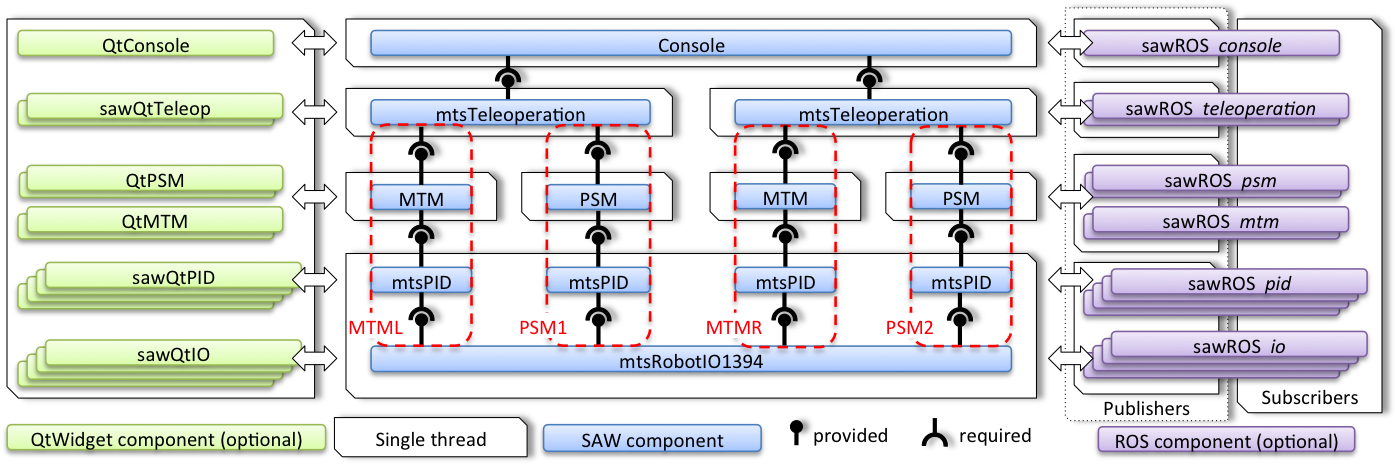 QtConsole
Console
sawROS console
sawQtTeleop
mtsTeleoperation
mtsTeleoperation
sawROS teleoperation
QtPSM
MTM
PSM
MTM
PSM
sawROS psm
QtMTM
sawROS mtm
sawQtPID
mtsPID
mtsPID
mtsPID
mtsPID
sawROS pid
MTML
PSM1
MTMR
PSM2
sawQtIO
mtsRobotIO1394
sawROS io
Publishers
Subscribers
QtWidget component (optional)
Single thread
SAW component
provided
required
ROS component (optional)